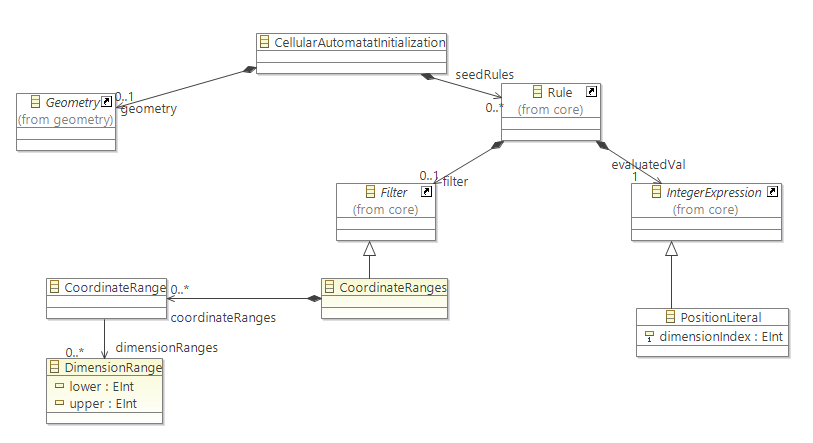 CellularAutomatatInitialization
seedRules
0..1
geometry
0..*
Geometry
(from geometry)
Rule
(from core)
evaluatedVal
1
0..1
filter
Filter
(from core)
IntegerExpression
(from core)
CoordinateRange
0..*
coordinateRanges
CoordinateRanges
PositionLiteral
dimensionIndex : EInt
0..*
dimensionRanges
DimensionRange
lower : EInt
upper : EInt